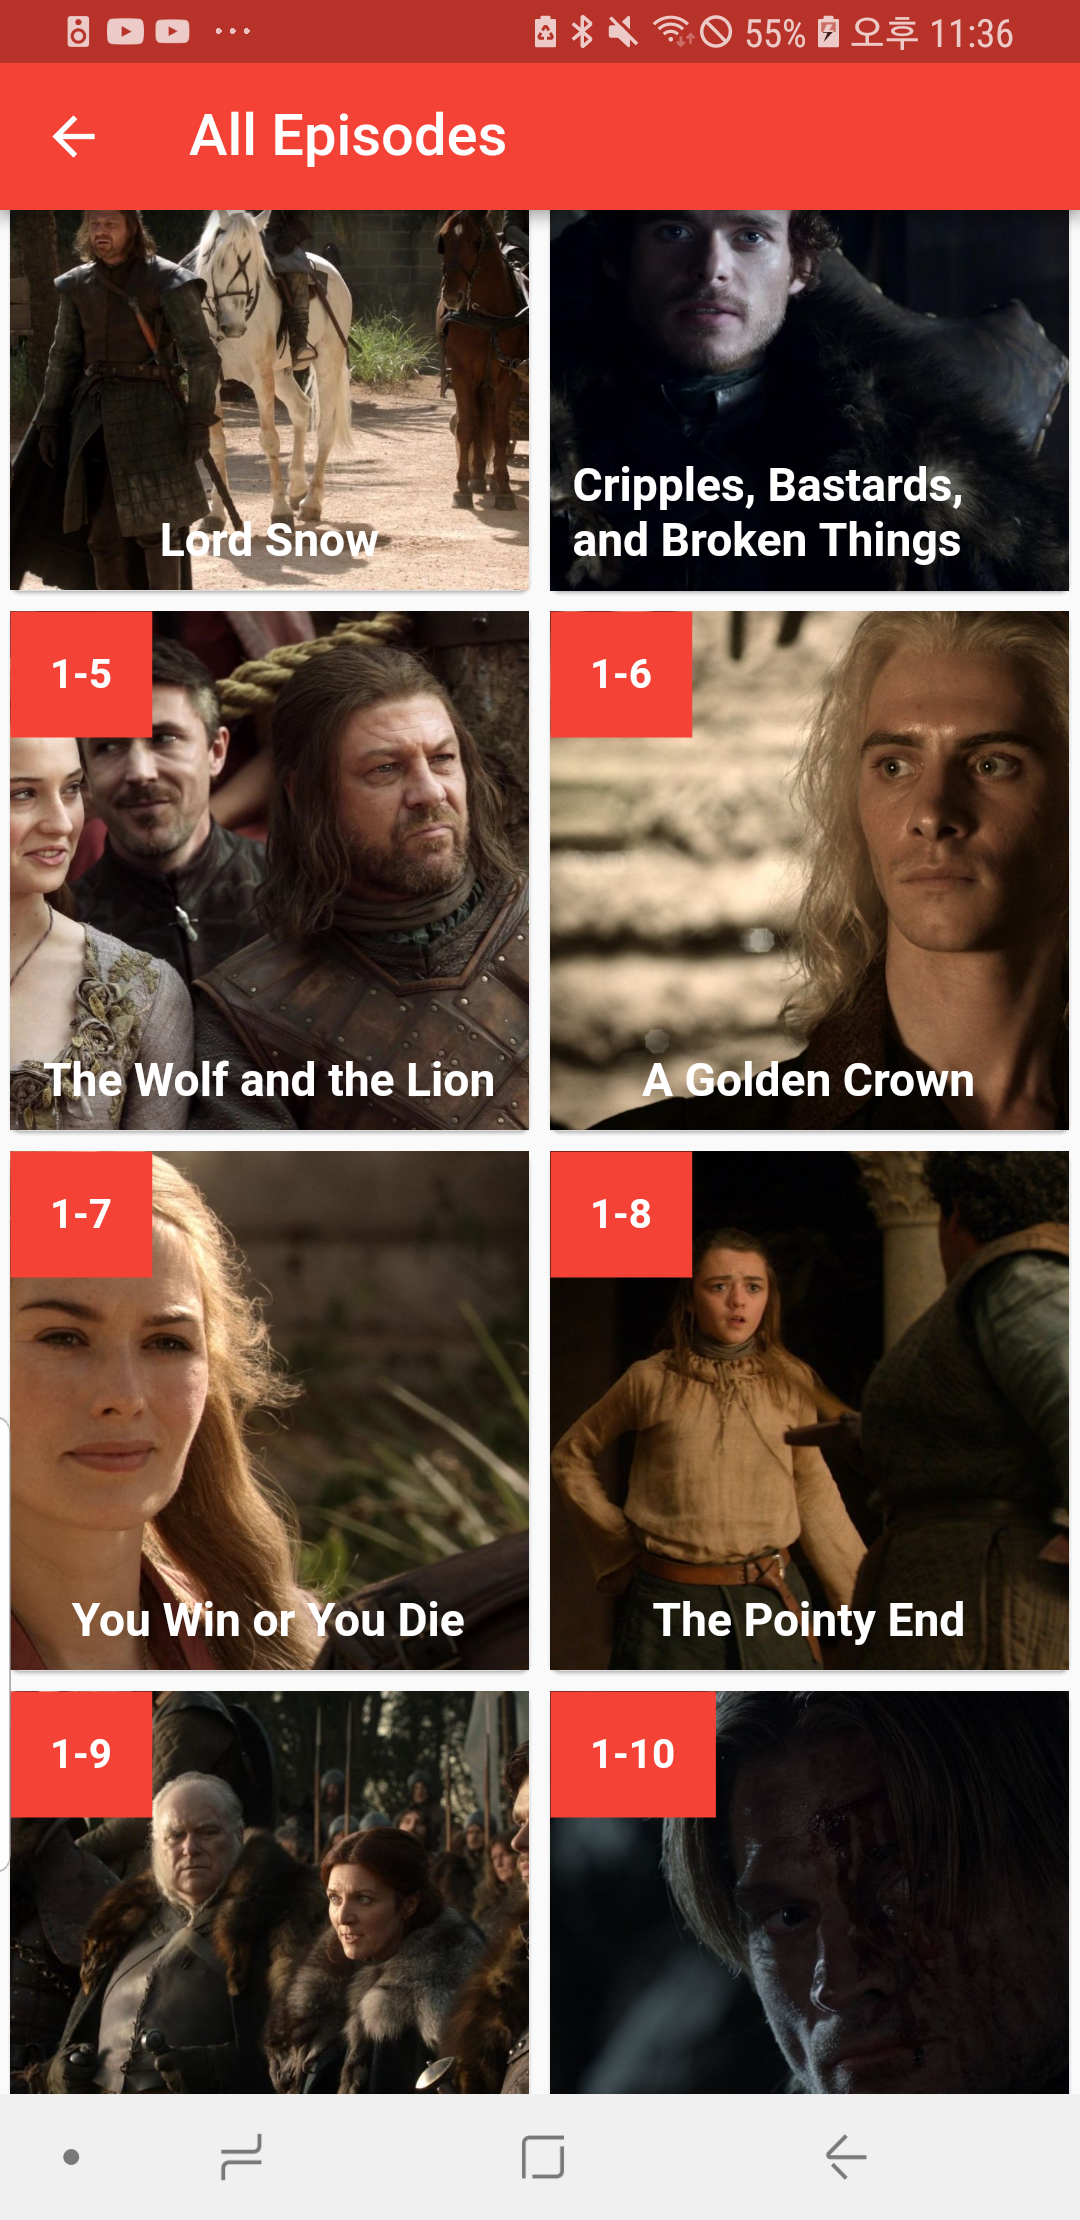 55% 오후 11:36
All Episodes
Lord Snow
Cripples, Bastards,
and Broken Things
1-5
1-6
The Wolf and the Lion
A Golden Crown
1-7
1-8
You Win or You Die
The Pointy End
1-9
1-10